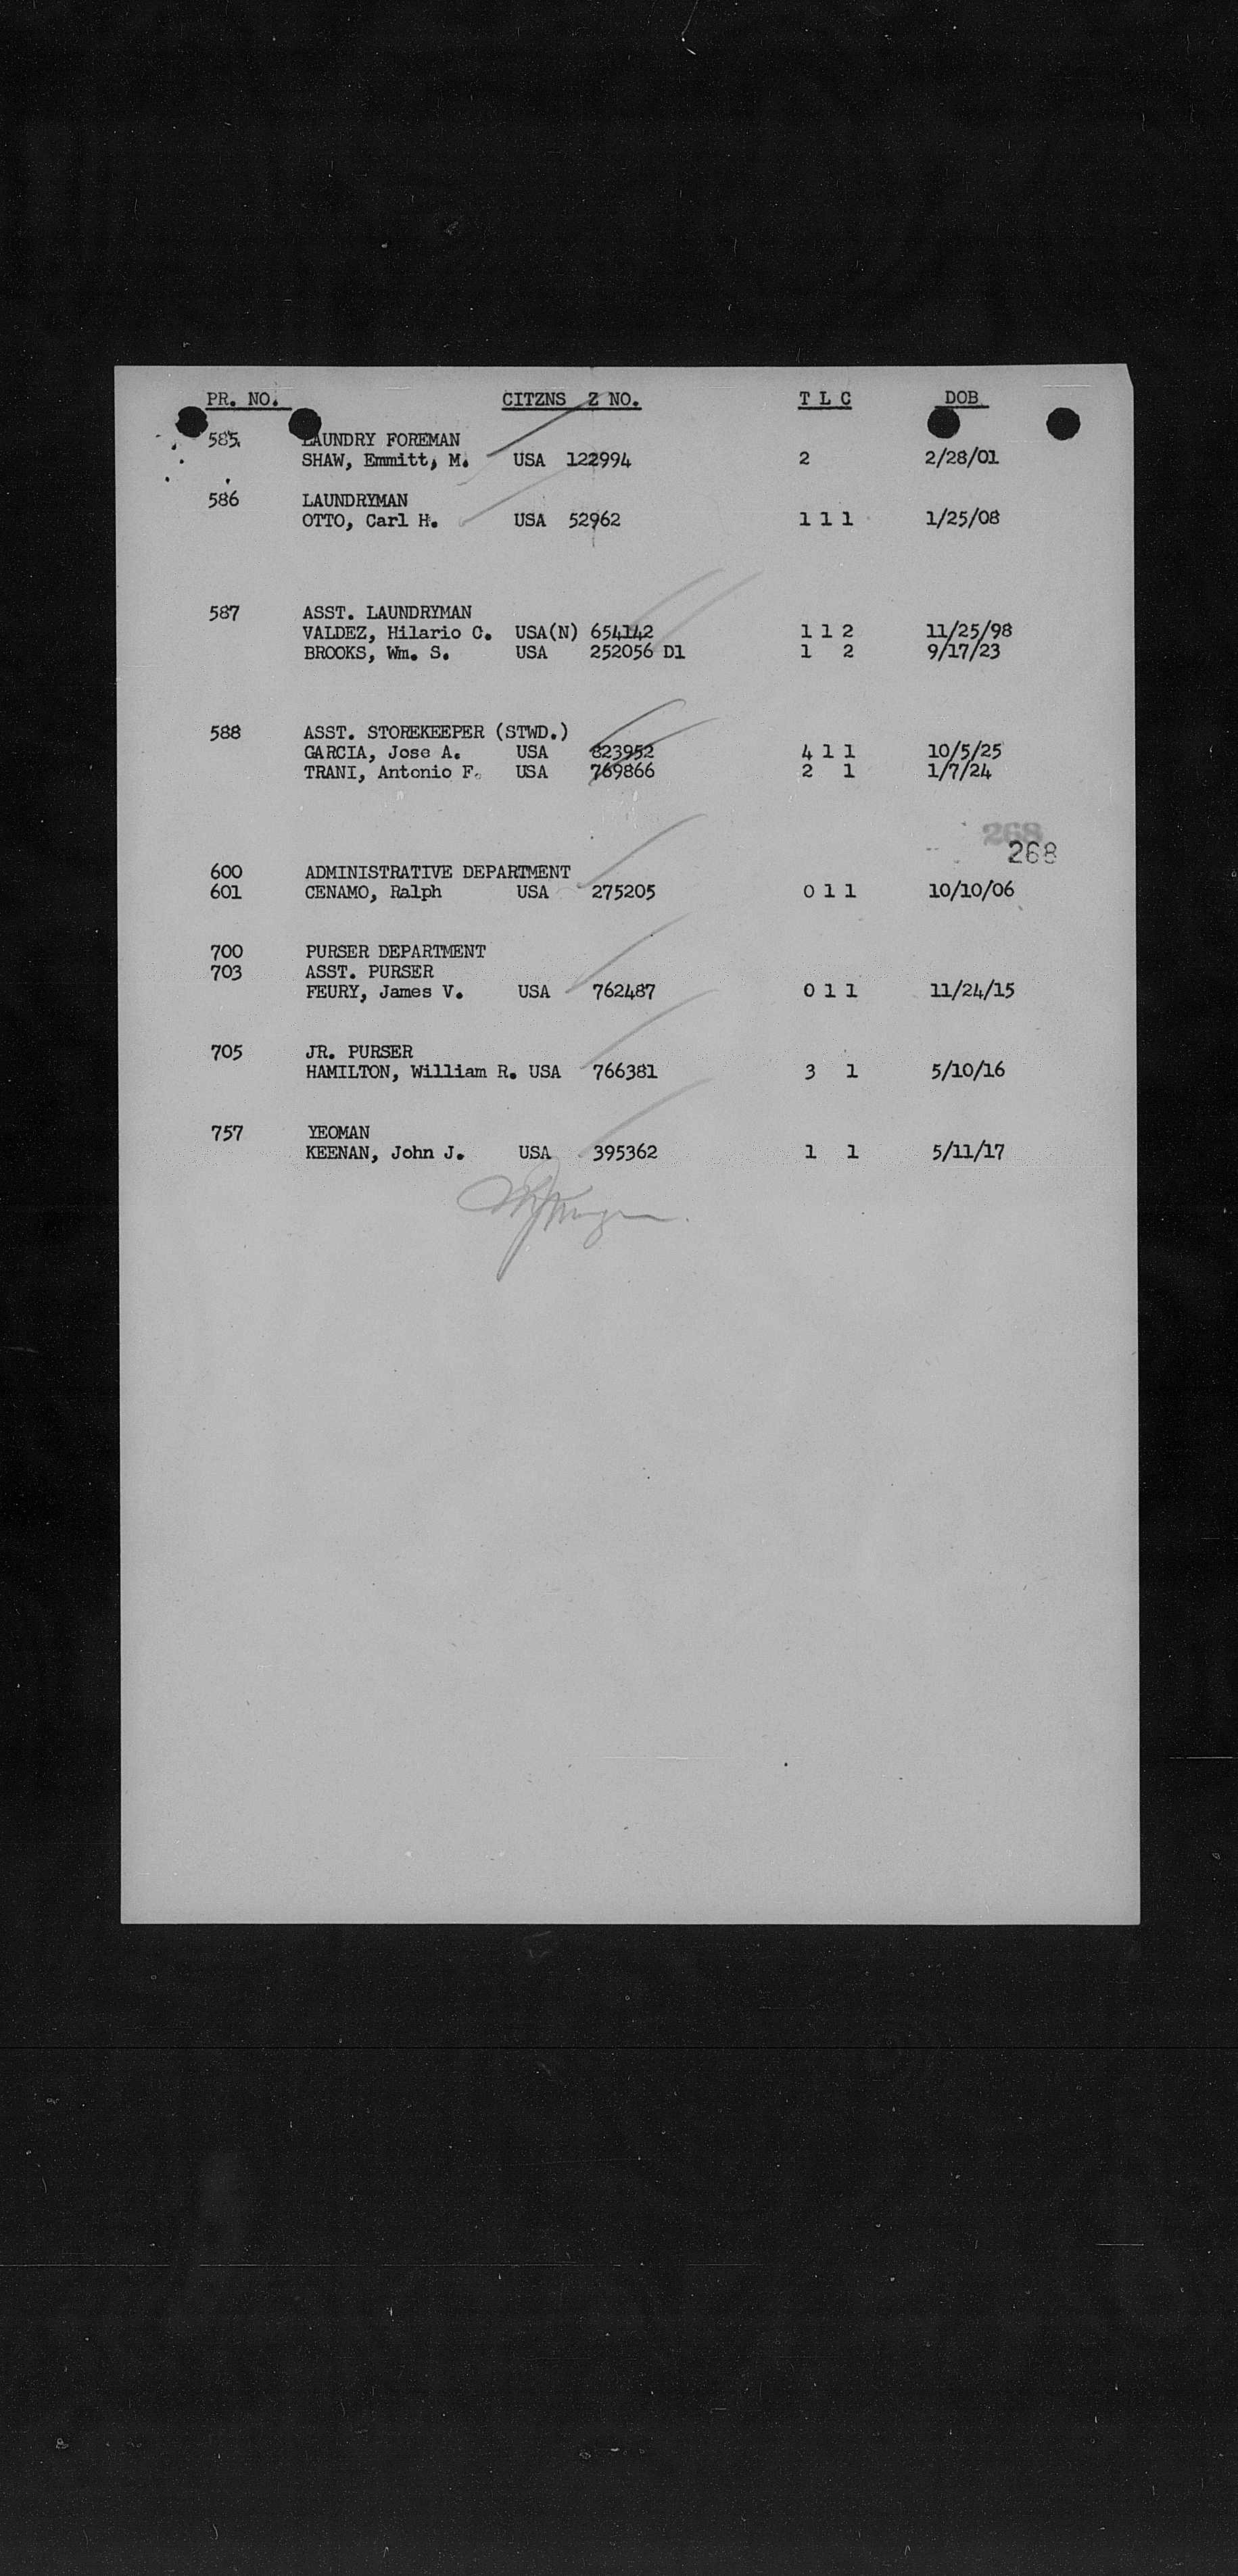 PR. NO. CITZNS Z NO. T L C DOB
585 LAUNDRY FOREMAN
SHAW, Emmitt, M. USA 122994 2 2/28/01
586 LAUNDRYMAN
OTTO, Carl H. USA 52962 1 1 1 1/25/08
587 ASST. LAUNDRYMAN
VALDEZ, Hilario C. USA(N) 654142 1 1 2 11/25/98
BROOKS, Wm. S. USA 252056 D1 1 2 9/17/23
588 ASST. STOREKEEPER (STWD.)
GARCIA, Jose A. USA 823952 4 1 1 10/5/25
TRANI, Antonio F. USA 769866 2 1 1/7/24
268
268
600 ADMINISTRATIVE DEPARTMENT
601 CENAMO, Ralph USA 275205 0 1 1 10/10/06
700 PURSER DEPARTMENT
703 ASST. PURSER
FEURY, James V. USA 762487 0 1 1 11/24/15
705 JR. PURSER
HAMILTON, William R. USA 766381 3 1 5/10/16
757 YEOMAN
KEENAN, John J. USA 395362 1 1 5/11/17